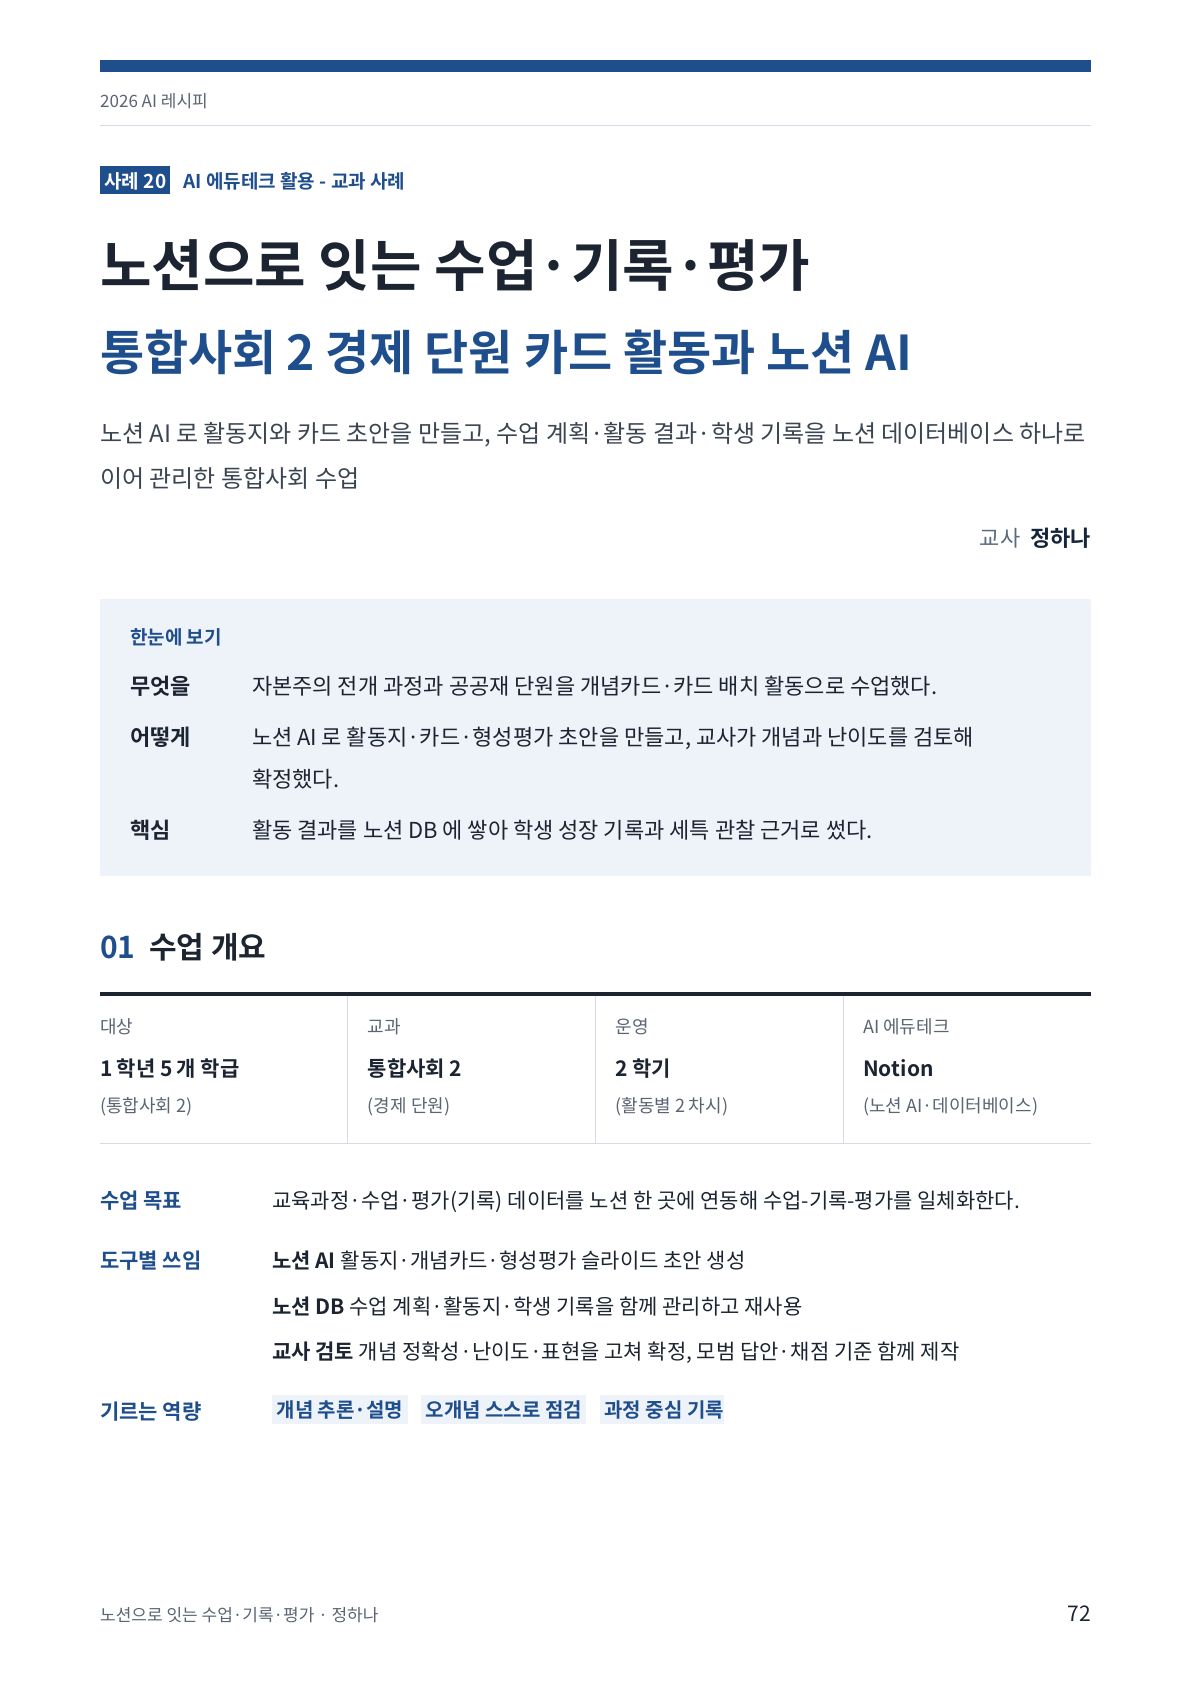 2026 AI 레시피
사례 20 AI 에듀테크 활용 - 교과 사례
노션으로 잇는 수업·기록·평가
통합사회 2 경제 단원 카드 활동과 노션 AI
노션 AI 로 활동지와 카드 초안을 만들고, 수업 계획·활동 결과·학생 기록을 노션 데이터베이스 하나로
이어 관리한 통합사회 수업
교사 정하나
한눈에 보기
무엇을 자본주의 전개 과정과 공공재 단원을 개념카드·카드 배치 활동으로 수업했다.
어떻게 노션 AI 로 활동지·카드·형성평가 초안을 만들고, 교사가 개념과 난이도를 검토해
확정했다.
핵심 활동 결과를 노션 DB 에 쌓아 학생 성장 기록과 세특 관찰 근거로 썼다.
01 수업 개요
대상 교과 운영 AI 에듀테크
1 학년 5 개 학급 통합사회 2 2 학기 Notion
(통합사회 2) (경제 단원) (활동별 2 차시) (노션 AI·데이터베이스)
수업 목표 교육과정·수업·평가(기록) 데이터를 노션 한 곳에 연동해 수업-기록-평가를 일체화한다.
도구별 쓰임 노션 AI 활동지·개념카드·형성평가 슬라이드 초안 생성
노션 DB 수업 계획·활동지·학생 기록을 함께 관리하고 재사용
교사 검토 개념 정확성·난이도·표현을 고쳐 확정, 모범 답안·채점 기준 함께 제작
기르는 역량 개념 추론·설명 오개념 스스로 점검 과정 중심 기록
노션으로 잇는 수업·기록·평가 · 정하나 72